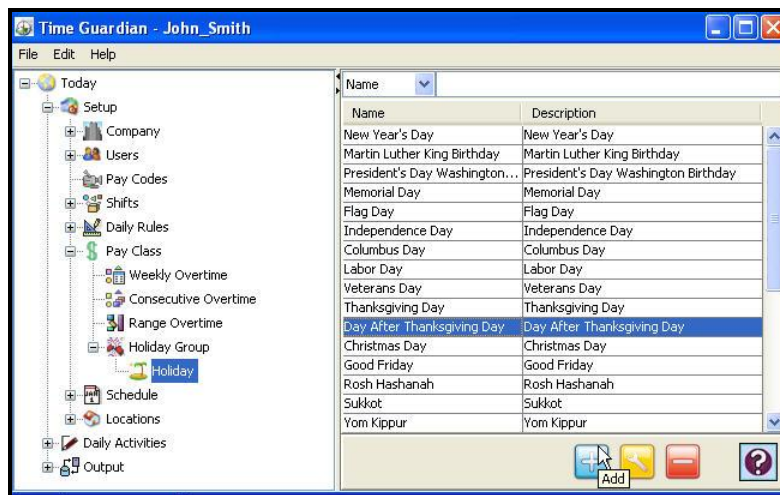 Time Guardian - John_Smith
File Edit Help
Today
Setup
Company
Users
Pay Codes
Shifts
Daily Rules
Pay Class
Weekly Overtime
Consecutive Overtime
Range Overtime
Holiday Group
Holiday
Schedule
Locations
Daily Activities
Output
Name
Name Description
New Year's Day New Year's Day
Martin Luther King Birthday Martin Luther King Birthday
President's Day Washington... President's Day Washington Birthday
Memorial Day Memorial Day
Flag Day Flag Day
Independence Day Independence Day
Columbus Day Columbus Day
Labor Day Labor Day
Veterans Day Veterans Day
Thanksgiving Day Thanksgiving Day
Day After Thanksgiving Day Day After Thanksgiving Day
Christmas Day Christmas Day
Good Friday Good Friday
Rosh Hashanah Rosh Hashanah
Sukkot Sukkot
Yom Kippur Yom Kippur
Add